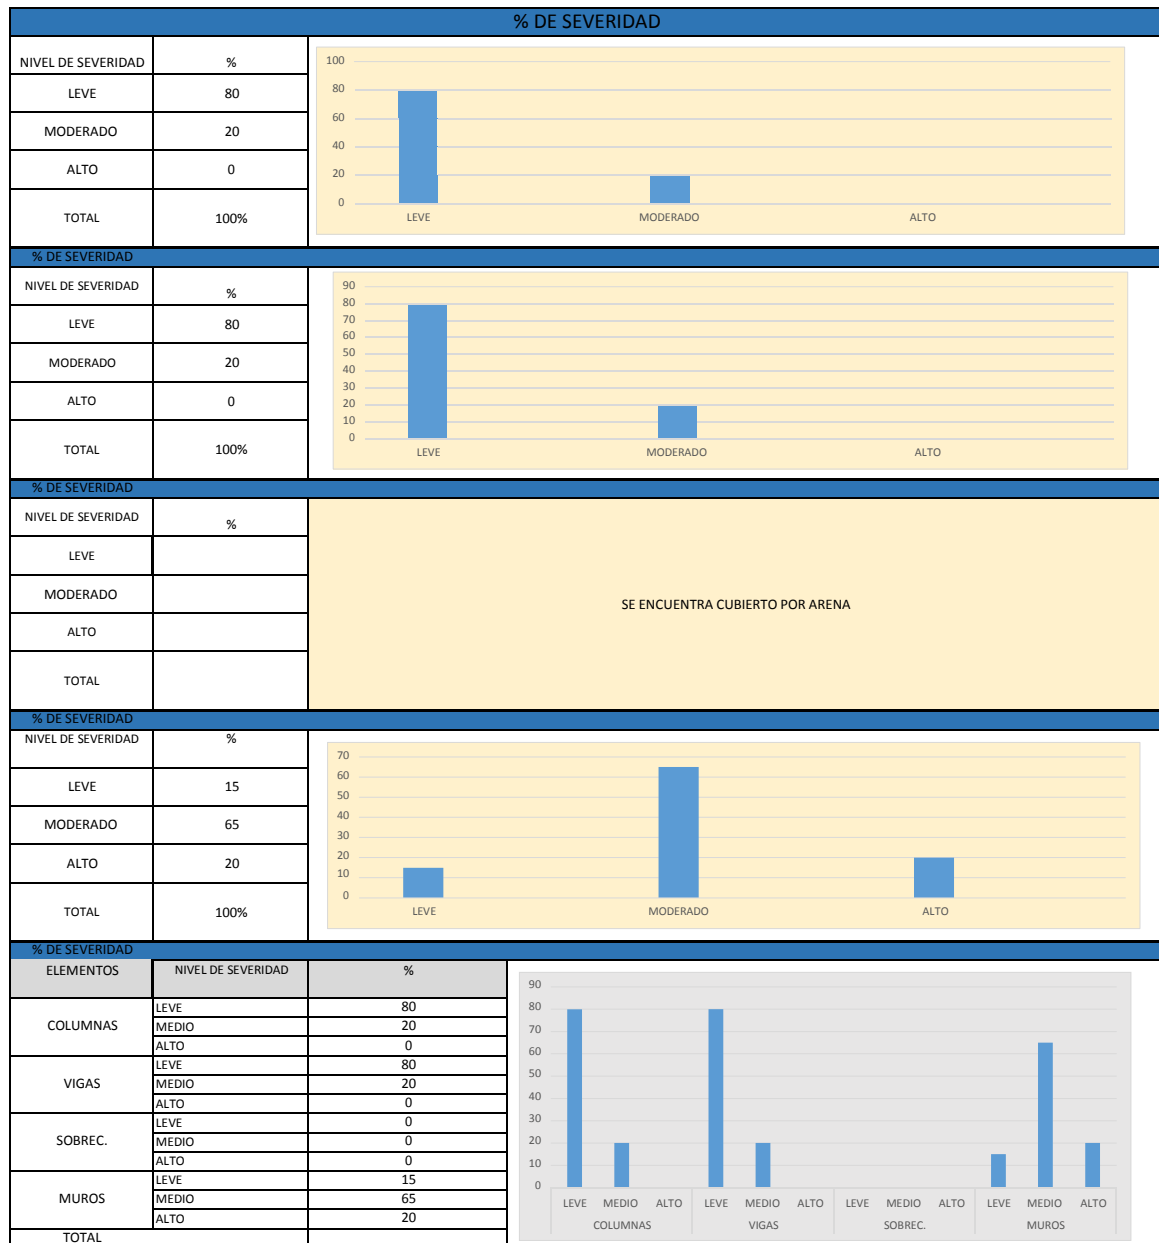 % DE SEVERIDAD
NIVEL DE SEVERIDAD %
LEVE 80
MODERADO 20
ALTO 0
TOTAL 100%
100
80
60
40
20
0
LEVE MODERADO ALTO
% DE SEVERIDAD
NIVEL DE SEVERIDAD %
LEVE 80
MODERADO 20
ALTO 0
TOTAL 100%
90
80
70
60
50
40
30
20
10
0
LEVE MODERADO ALTO
% DE SEVERIDAD
NIVEL DE SEVERIDAD %
LEVE
MODERADO
ALTO
TOTAL
SE ENCUENTRA CUBIERTO POR ARENA
% DE SEVERIDAD
NIVEL DE SEVERIDAD %
LEVE 15
MODERADO 65
ALTO 20
TOTAL 100%
70
60
50
40
30
20
10
0
LEVE MODERADO ALTO
% DE SEVERIDAD
ELEMENTOS NIVEL DE SEVERIDAD %
COLUMNAS
LEVE 80
MEDIO 20
ALTO 0
VIGAS
LEVE 80
MEDIO 20
ALTO 0
SOBREC.
LEVE 0
MEDIO 0
ALTO 0
MUROS
LEVE 15
MEDIO 65
ALTO 20
TOTAL
90
80
70
60
50
40
30
20
10
0
LEVE MEDIO ALTO LEVE MEDIO ALTO LEVE MEDIO ALTO LEVE MEDIO ALTO
COLUMNAS VIGAS SOBREC. MUROS